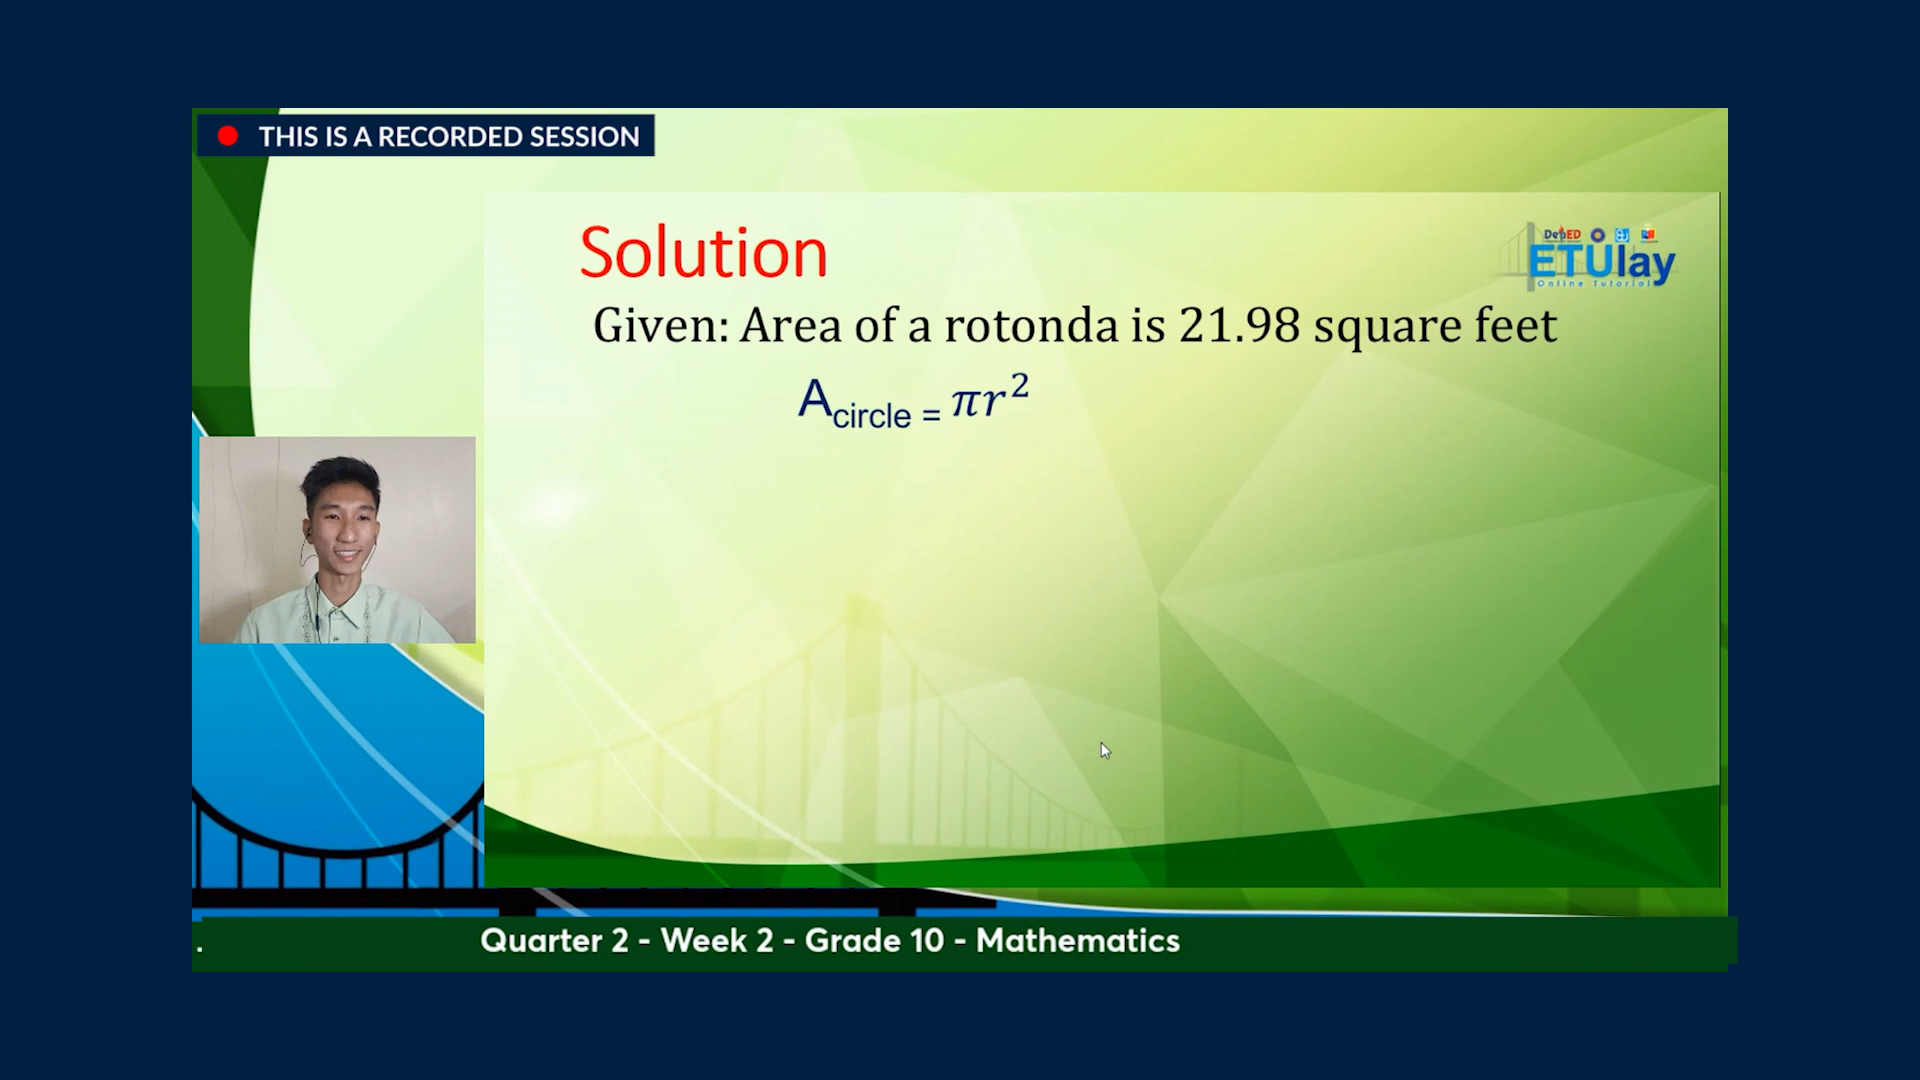 THIS IS A RECORDED SESSION
Solution
DepED
ETUlay
Online Tutorial
Given: Area of a rotonda is 21.98 square feet
A_circle = πr²
. Quarter 2 - Week 2 - Grade 10 - Mathematics